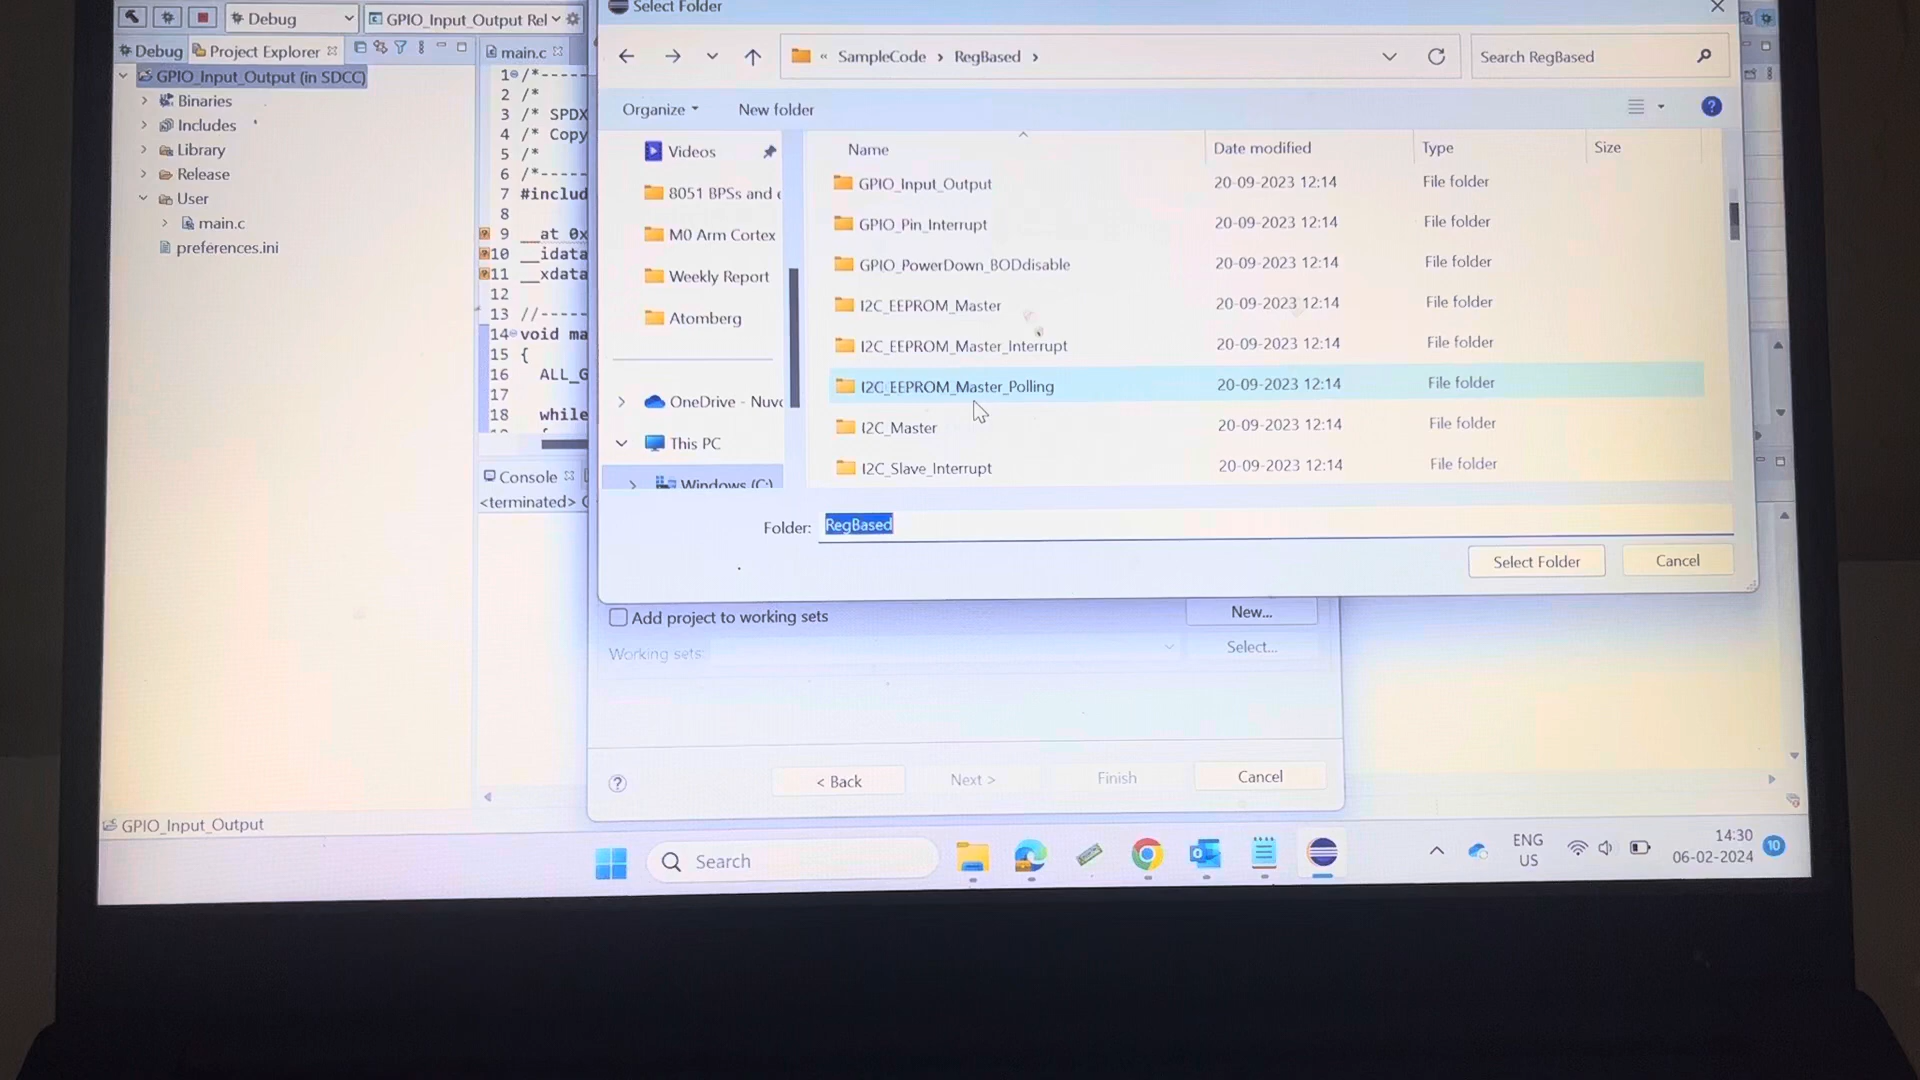 Select Folder
Debug
GPIO_Input_Output Rel
SampleCode
RegBased
Search RegBased
Debug
Project Explorer
main.c
GPIO_Input_Output (in SDCC)
Binaries
Includes
Library
Release
User
main.c
preferences.ini
1 /*-----
2 /*
3 /* SPDX
4 /* Copy
5 /*
6 /*-----
7 #includ
8
9 __at 0x
10 __idata
11 __xdata
12
13 //-----
14 void ma
15 {
16 ALL_G
17
18 while
Organize
New folder
Name
Date modified
Type
Size
Videos
8051 BPSs and
M0 Arm Cortex
Weekly Report
Atomberg
OneDrive - Nuvo
This PC
Windows (C:)
GPIO_Input_Output 20-09-2023 12:14 File folder
GPIO_Pin_Interrupt 20-09-2023 12:14 File folder
GPIO_PowerDown_BODdisable 20-09-2023 12:14 File folder
I2C_EEPROM_Master 20-09-2023 12:14 File folder
I2C_EEPROM_Master_Interrupt 20-09-2023 12:14 File folder
I2C_EEPROM_Master_Polling 20-09-2023 12:14 File folder
I2C_Master 20-09-2023 12:14 File folder
I2C_Slave_Interrupt 20-09-2023 12:14 File folder
Console
<terminated>
Folder: RegBased
Select Folder
Cancel
Add project to working sets
New...
Working sets:
Select...
< Back
Next >
Finish
Cancel
GPIO_Input_Output
Search
ENG
US
14:30
06-02-2024
10